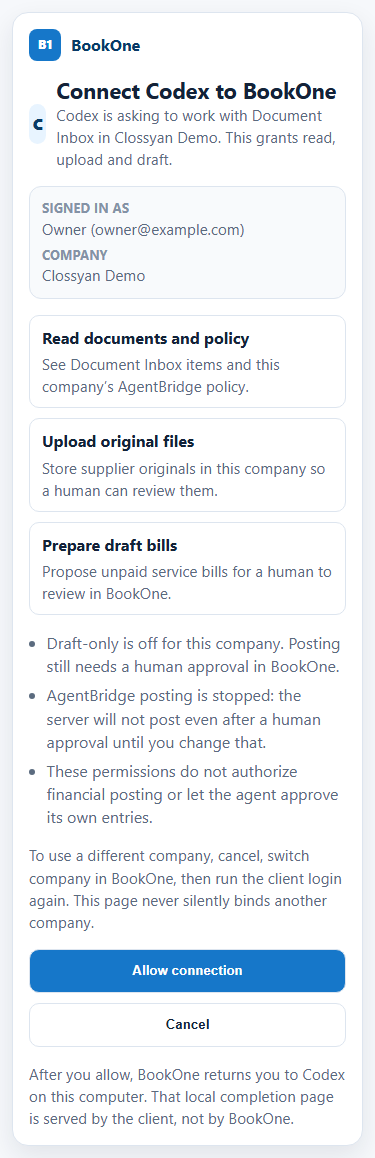 B1
BookOne
Connect Codex to BookOne
C
Codex is asking to work with Document
Inbox in Clossyan Demo. This grants read,
upload and draft.
SIGNED IN AS
Owner (owner@example.com)
COMPANY
Clossyan Demo
Read documents and policy
See Document Inbox items and this
company's AgentBridge policy.
Upload original files
Store supplier originals in this company so
a human can review them.
Prepare draft bills
Propose unpaid service bills for a human to
review in BookOne.
• Draft-only is off for this company. Posting
still needs a human approval in BookOne.
• AgentBridge posting is stopped: the
server will not post even after a human
approval until you change that.
• These permissions do not authorize
financial posting or let the agent approve
its own entries.
To use a different company, cancel, switch
company in BookOne, then run the client login
again. This page never silently binds another
company.
Allow connection
Cancel
After you allow, BookOne returns you to Codex
on this computer. That local completion page
is served by the client, not by BookOne.